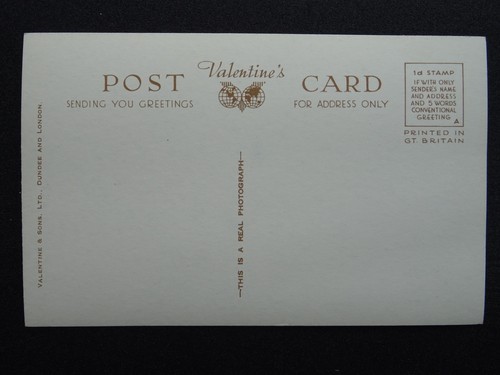 POST Valentine's CARD
SENDING YOU GREETINGS FOR ADDRESS ONLY
1d STAMP
IF WITH ONLY
SENDER'S NAME
AND ADDRESS
AND 5 WORDS
CONVENTIONAL
GREETING
A
PRINTED IN
GT. BRITAIN
VALENTINE & SONS, LTD., DUNDEE AND LONDON.
—THIS IS A REAL PHOTOGRAPH—